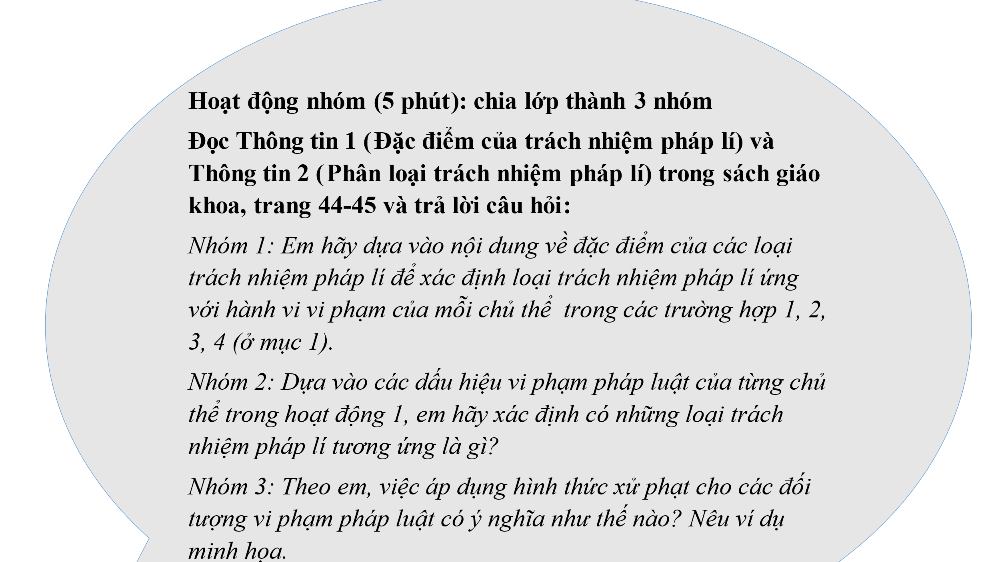 Hoạt động nhóm (5 phút): chia lớp thành 3 nhóm
Đọc Thông tin 1 (Đặc điểm của trách nhiệm pháp lí) và
Thông tin 2 (Phân loại trách nhiệm pháp lí) trong sách giáo
khoa, trang 44-45 và trả lời câu hỏi:
Nhóm 1: Em hãy dựa vào nội dung về đặc điểm của các loại
trách nhiệm pháp lí để xác định loại trách nhiệm pháp lí ứng
với hành vi vi phạm của mỗi chủ thể trong các trường hợp 1, 2,
3, 4 (ở mục 1).
Nhóm 2: Dựa vào các dấu hiệu vi phạm pháp luật của từng chủ
thể trong hoạt động 1, em hãy xác định có những loại trách
nhiệm pháp lí tương ứng là gì?
Nhóm 3: Theo em, việc áp dụng hình thức xử phạt cho các đối
tượng vi phạm pháp luật có ý nghĩa như thế nào? Nêu ví dụ
minh họa.